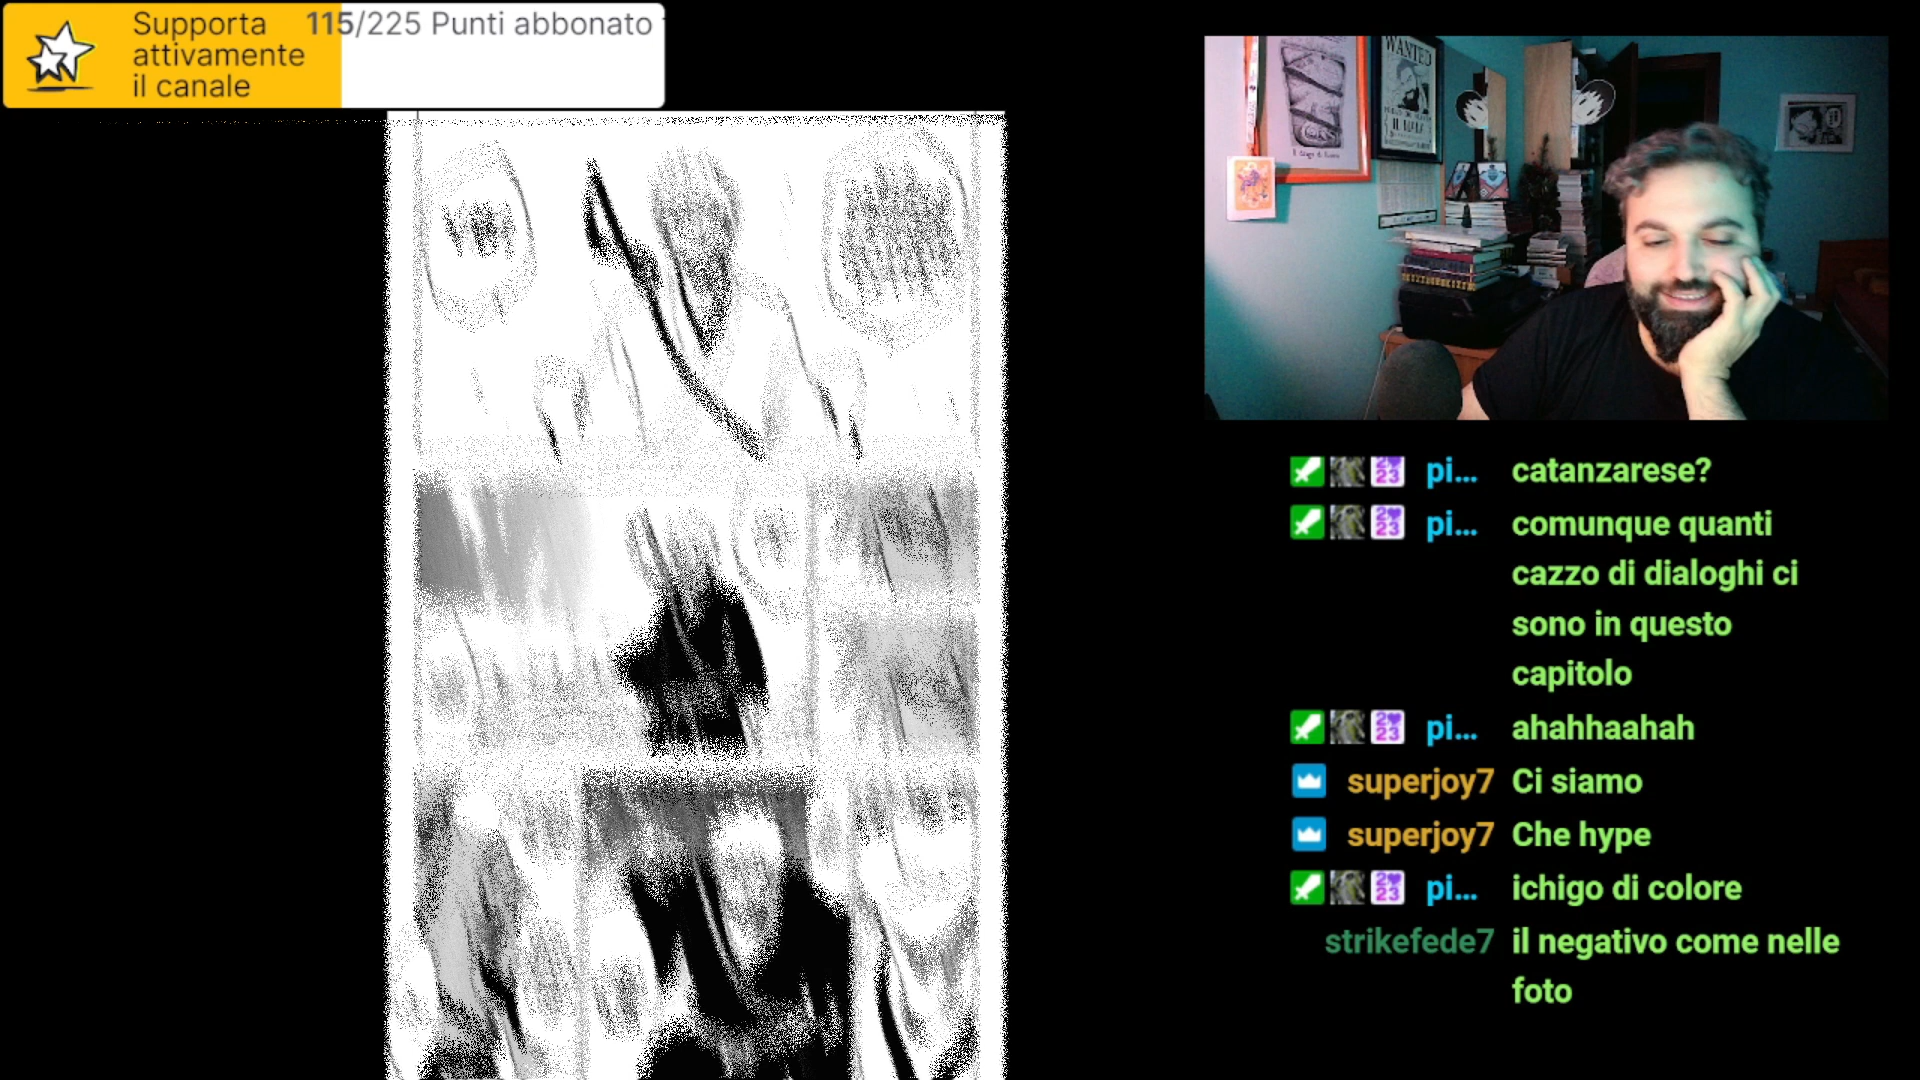 Supporta
attivamente
il canale
115/225 Punti abbonato
WANTED
pi... catanzarese?
pi... comunque quanti
cazzo di dialoghi ci
sono in questo
capitolo
pi... ahahhaahah
superjoy7 Ci siamo
superjoy7 Che hype
pi... ichigo di colore
strikefede7 il negativo come nelle
foto